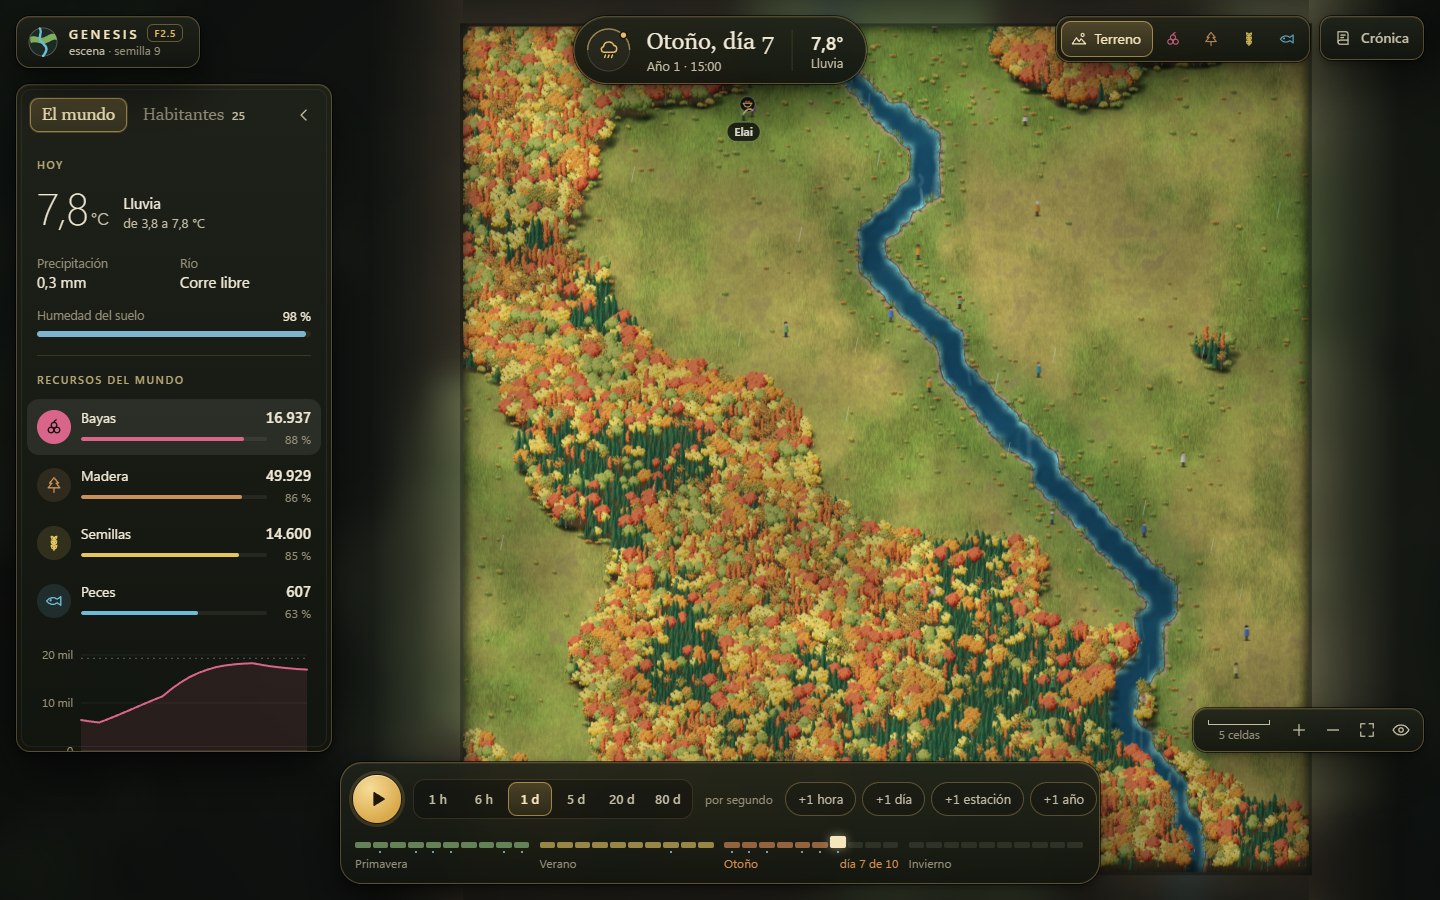 GENESIS F2.5
escena · semilla 9
Otoño, día 7
Año 1 · 15:00
7,8°
Lluvia
Terreno
Crónica
El mundo
Habitantes 25
HOY
7,8 °C
Lluvia
de 3,8 a 7,8 °C
Precipitación
0,3 mm
Río
Corre libre
Humedad del suelo 98 %
RECURSOS DEL MUNDO
Bayas 16.937
88 %
Madera 49.929
86 %
Semillas 14.600
85 %
Peces 607
63 %
20 mil
10 mil
0
Elai
5 celdas
1 h 6 h 1 d 5 d 20 d 80 d por segundo +1 hora +1 día +1 estación +1 año
Primavera Verano Otoño día 7 de 10 Invierno